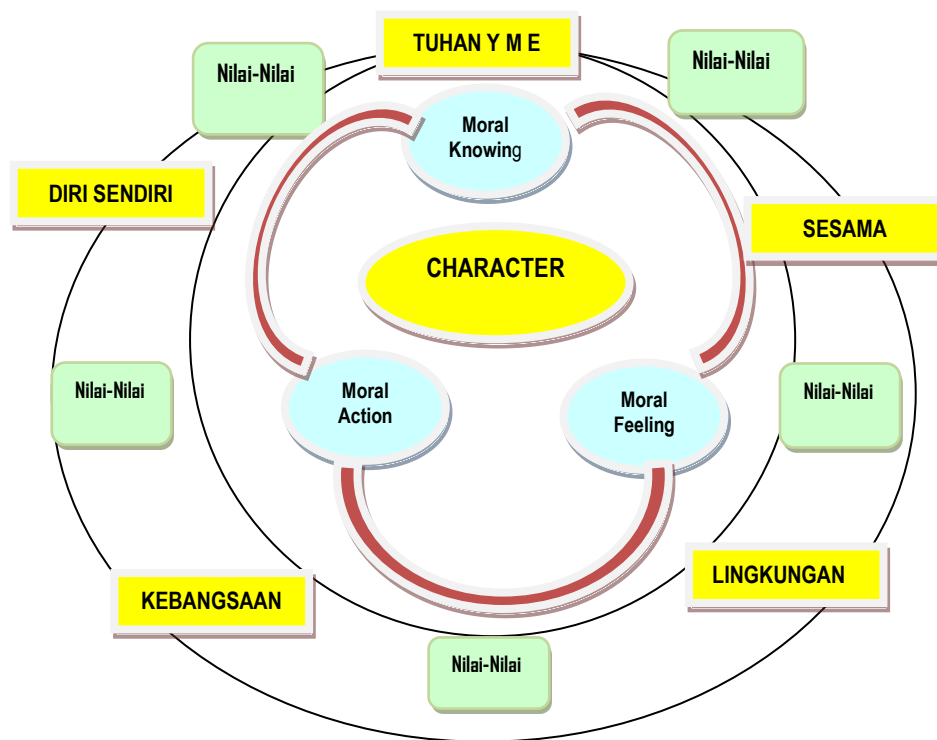 TUHAN Y M E
Nilai-Nilai
Nilai-Nilai
Moral
Knowing
DIRI SENDIRI
SESAMA
CHARACTER
Nilai-Nilai
Moral
Action
Moral
Feeling
Nilai-Nilai
KEBANGSAAN
LINGKUNGAN
Nilai-Nilai